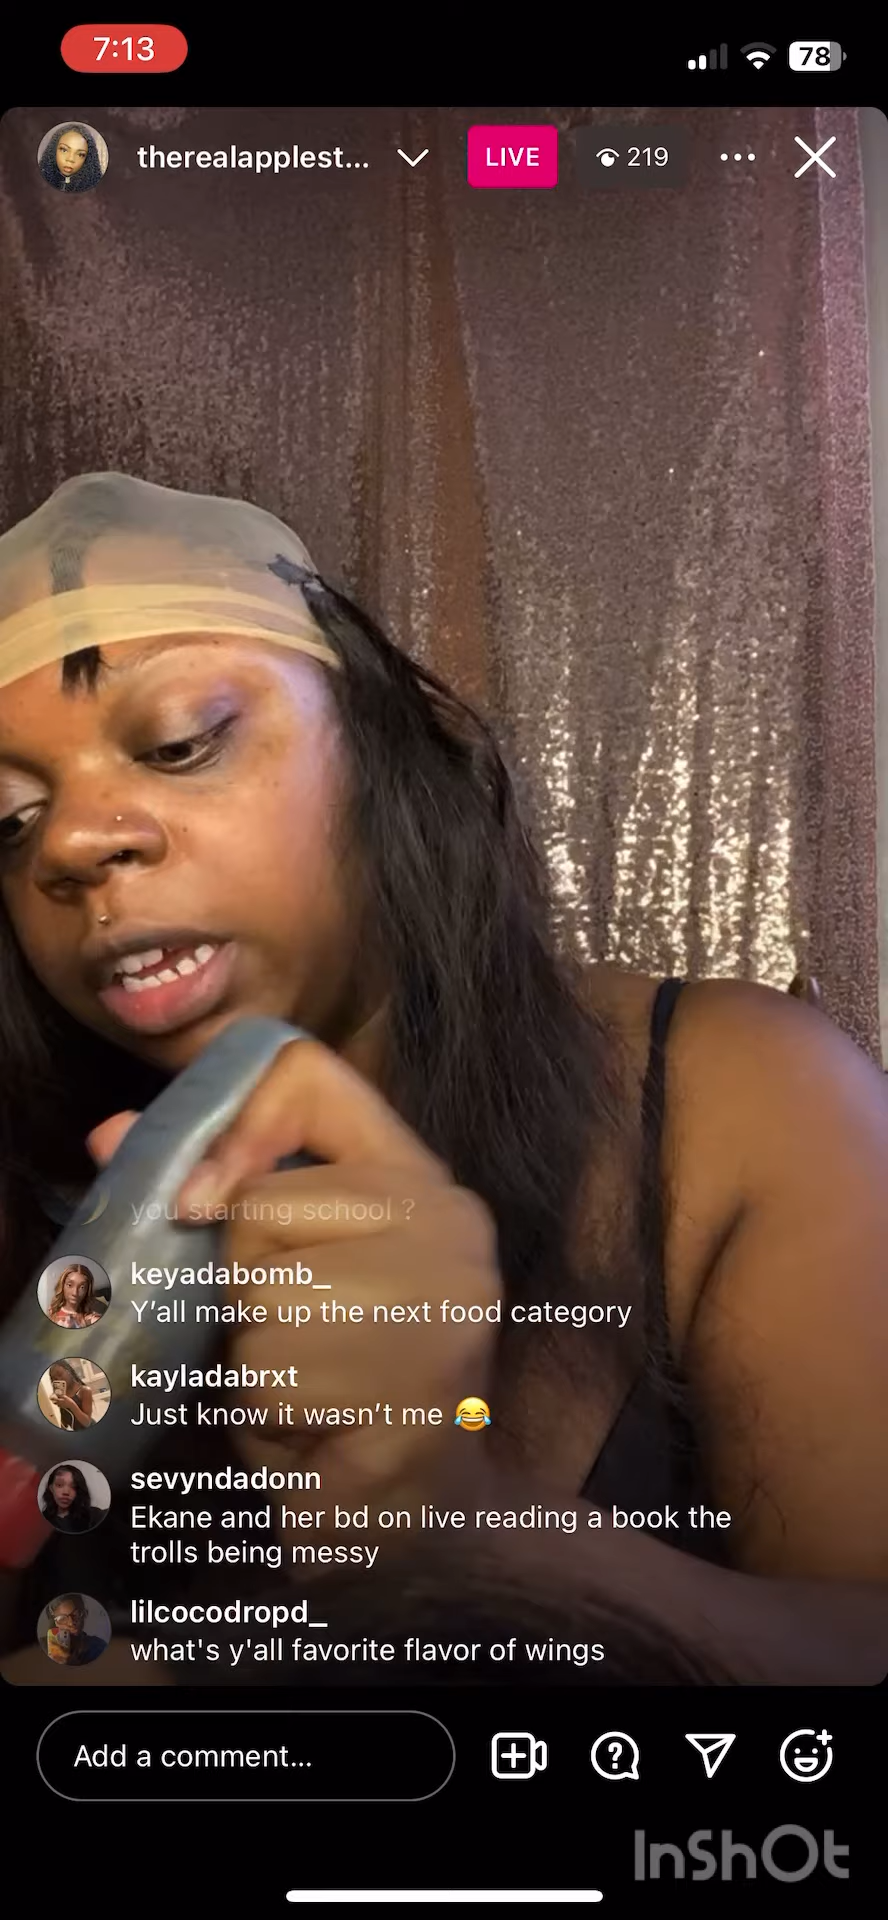 7:13
78
therealapplest...
LIVE
219
you starting school ?
keyadabomb_
Y'all make up the next food category
kayladabrxt
Just know it wasn't me 😂
sevyndadonn
Ekane and her bd on live reading a book the
trolls being messy
lilcocodropd_
what's y'all favorite flavor of wings
Add a comment...
InShOt